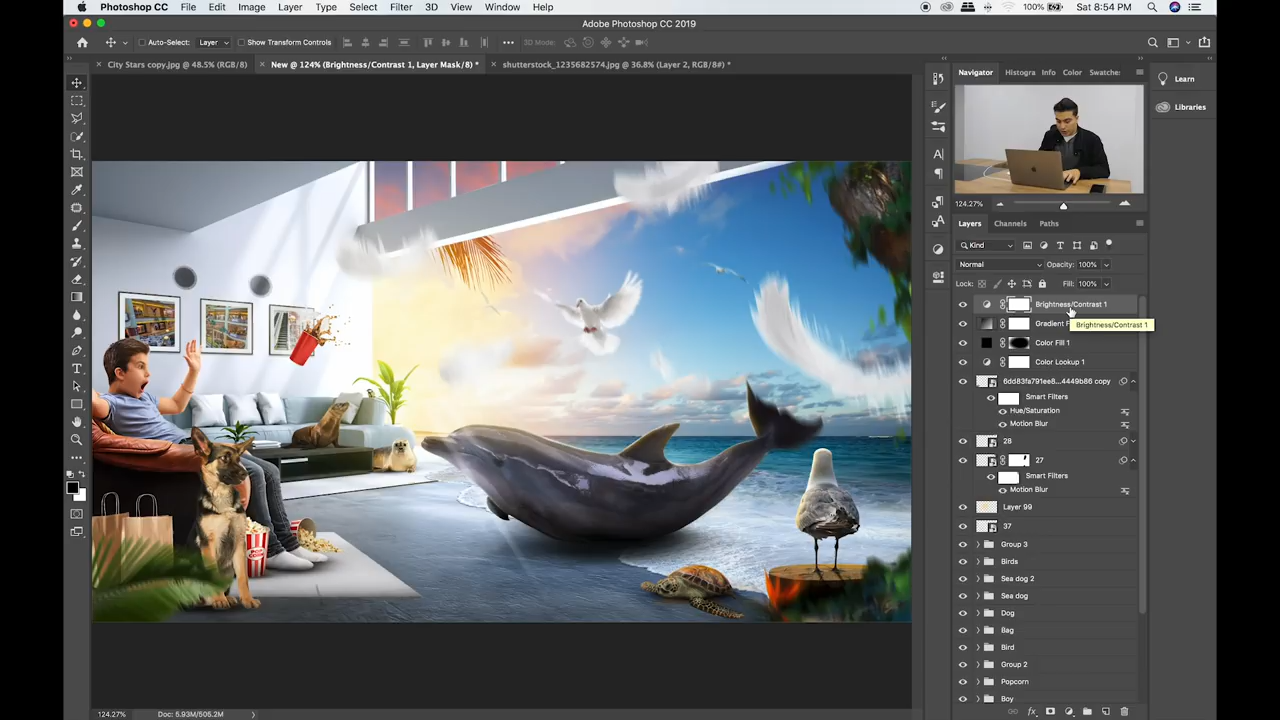 Photoshop CC File Edit Image Layer Type Select Filter 3D View Window Help 100% Sat 8:54 PM
Adobe Photoshop CC 2019
Auto-Select: Layer Show Transform Controls 3D Mode:
City Stars copy.jpg @ 48.5% (RGB/8) New @ 124% (Brightness/Contrast 1, Layer Mask/8) * shutterstock_1235682574.jpg @ 36.8% (Layer 2, RGB/8#) *
Navigator Histogra Info Color Swatche
Learn
Libraries
124.27%
Layers Channels Paths
Kind
Normal Opacity: 100%
Lock: Fill: 100%
Brightness/Contrast 1
Gradient F
Brightness/Contrast 1
Color Fill 1
Color Lookup 1
6dd83fa791ee8...4449b86 copy
Smart Filters
Hue/Saturation
Motion Blur
28
27
Smart Filters
Motion Blur
Layer 99
37
Group 3
Birds
Sea dog 2
Sea dog
Dog
Bag
Bird
Group 2
Popcorn
Boy
124.27% Doc: 5.93M/505.2M